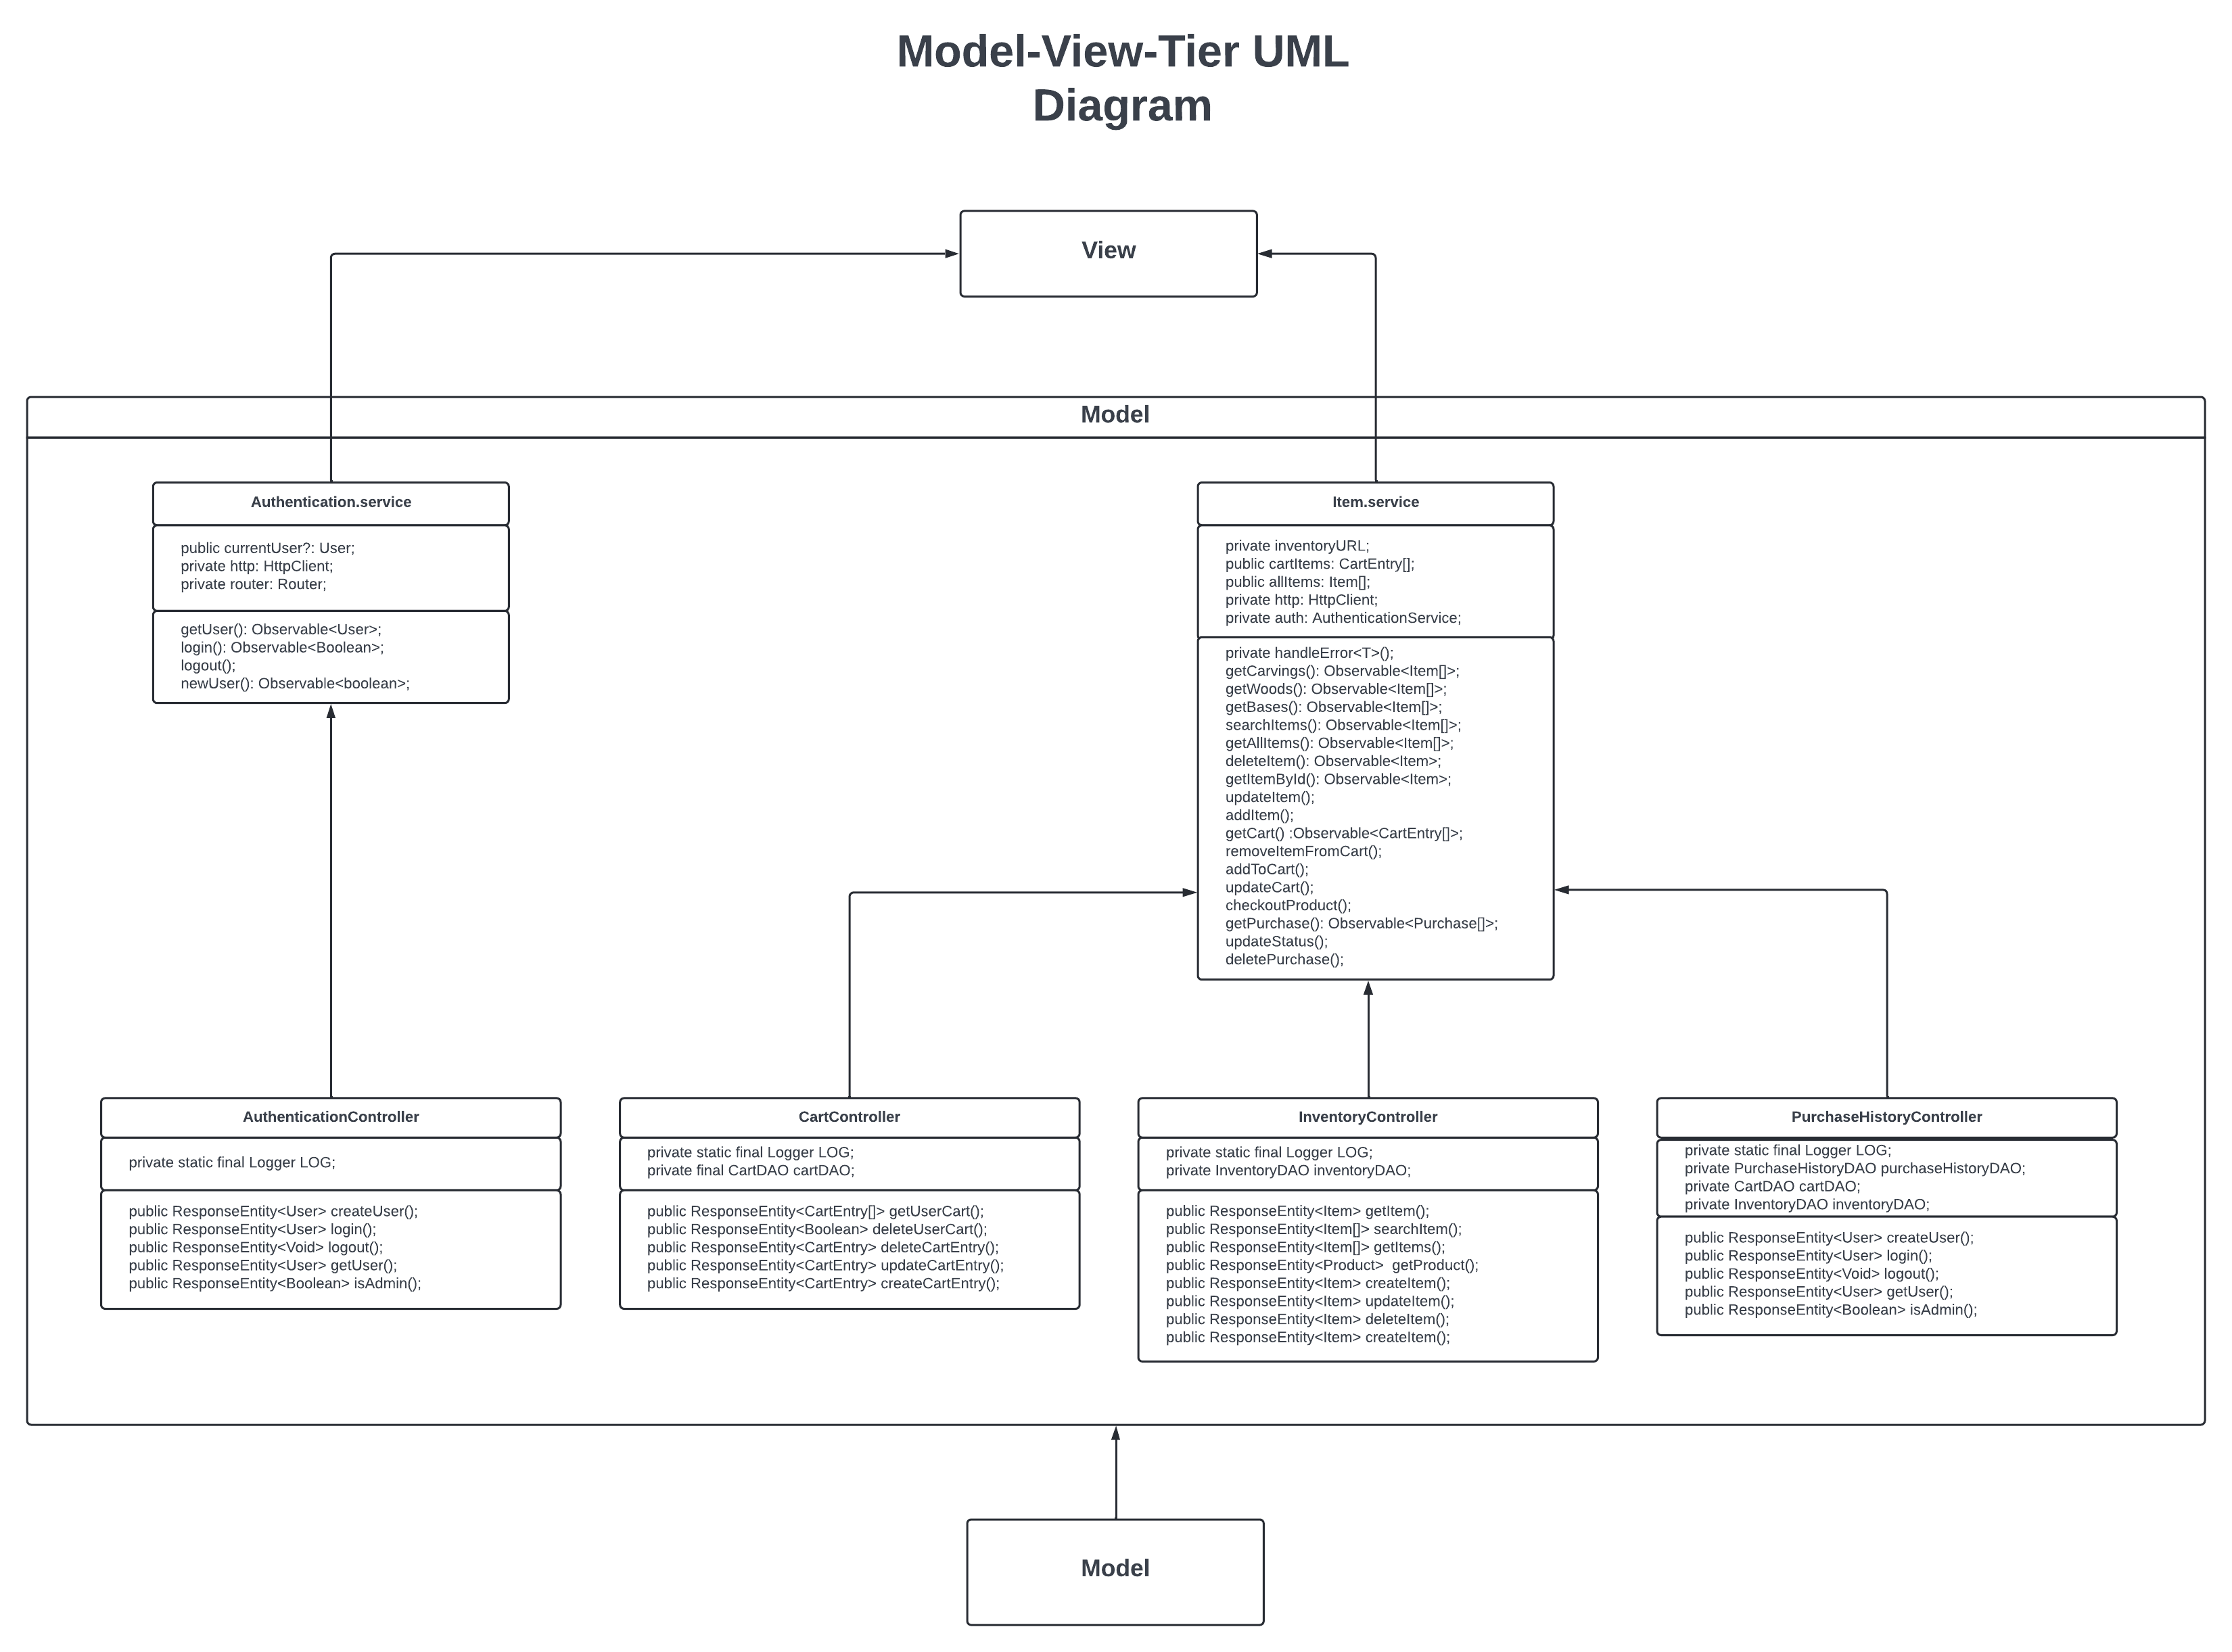 Model-View-Tier UML
Diagram
View
Model
Authentication.service
public currentUser?: User;
private http: HttpClient;
private router: Router;
getUser(): Observable<User>;
login(): Observable<Boolean>;
logout();
newUser(): Observable<boolean>;
Item.service
private inventoryURL;
public cartItems: CartEntry[];
public allItems: Item[];
private http: HttpClient;
private auth: AuthenticationService;
private handleError<T>();
getCarvings(): Observable<Item[]>;
getWoods(): Observable<Item[]>;
getBases(): Observable<Item[]>;
searchItems(): Observable<Item[]>;
getAllItems(): Observable<Item[]>;
deleteItem(): Observable<Item>;
getItemById(): Observable<Item>;
updateItem();
addItem();
getCart() :Observable<CartEntry[]>;
removeItemFromCart();
addToCart();
updateCart();
checkoutProduct();
getPurchase(): Observable<Purchase[]>;
updateStatus();
deletePurchase();
AuthenticationController
private static final Logger LOG;
public ResponseEntity<User> createUser();
public ResponseEntity<User> login();
public ResponseEntity<Void> logout();
public ResponseEntity<User> getUser();
public ResponseEntity<Boolean> isAdmin();
CartController
private static final Logger LOG;
private final CartDAO cartDAO;
public ResponseEntity<CartEntry[]> getUserCart();
public ResponseEntity<Boolean> deleteUserCart();
public ResponseEntity<CartEntry> deleteCartEntry();
public ResponseEntity<CartEntry> updateCartEntry();
public ResponseEntity<CartEntry> createCartEntry();
InventoryController
private static final Logger LOG;
private InventoryDAO inventoryDAO;
public ResponseEntity<Item> getItem();
public ResponseEntity<Item[]> searchItem();
public ResponseEntity<Item[]> getItems();
public ResponseEntity<Product>  getProduct();
public ResponseEntity<Item> createItem();
public ResponseEntity<Item> updateItem();
public ResponseEntity<Item> deleteItem();
public ResponseEntity<Item> createItem();
PurchaseHistoryController
private static final Logger LOG;
private PurchaseHistoryDAO purchaseHistoryDAO;
private CartDAO cartDAO;
private InventoryDAO inventoryDAO;
public ResponseEntity<User> createUser();
public ResponseEntity<User> login();
public ResponseEntity<Void> logout();
public ResponseEntity<User> getUser();
public ResponseEntity<Boolean> isAdmin();
Model